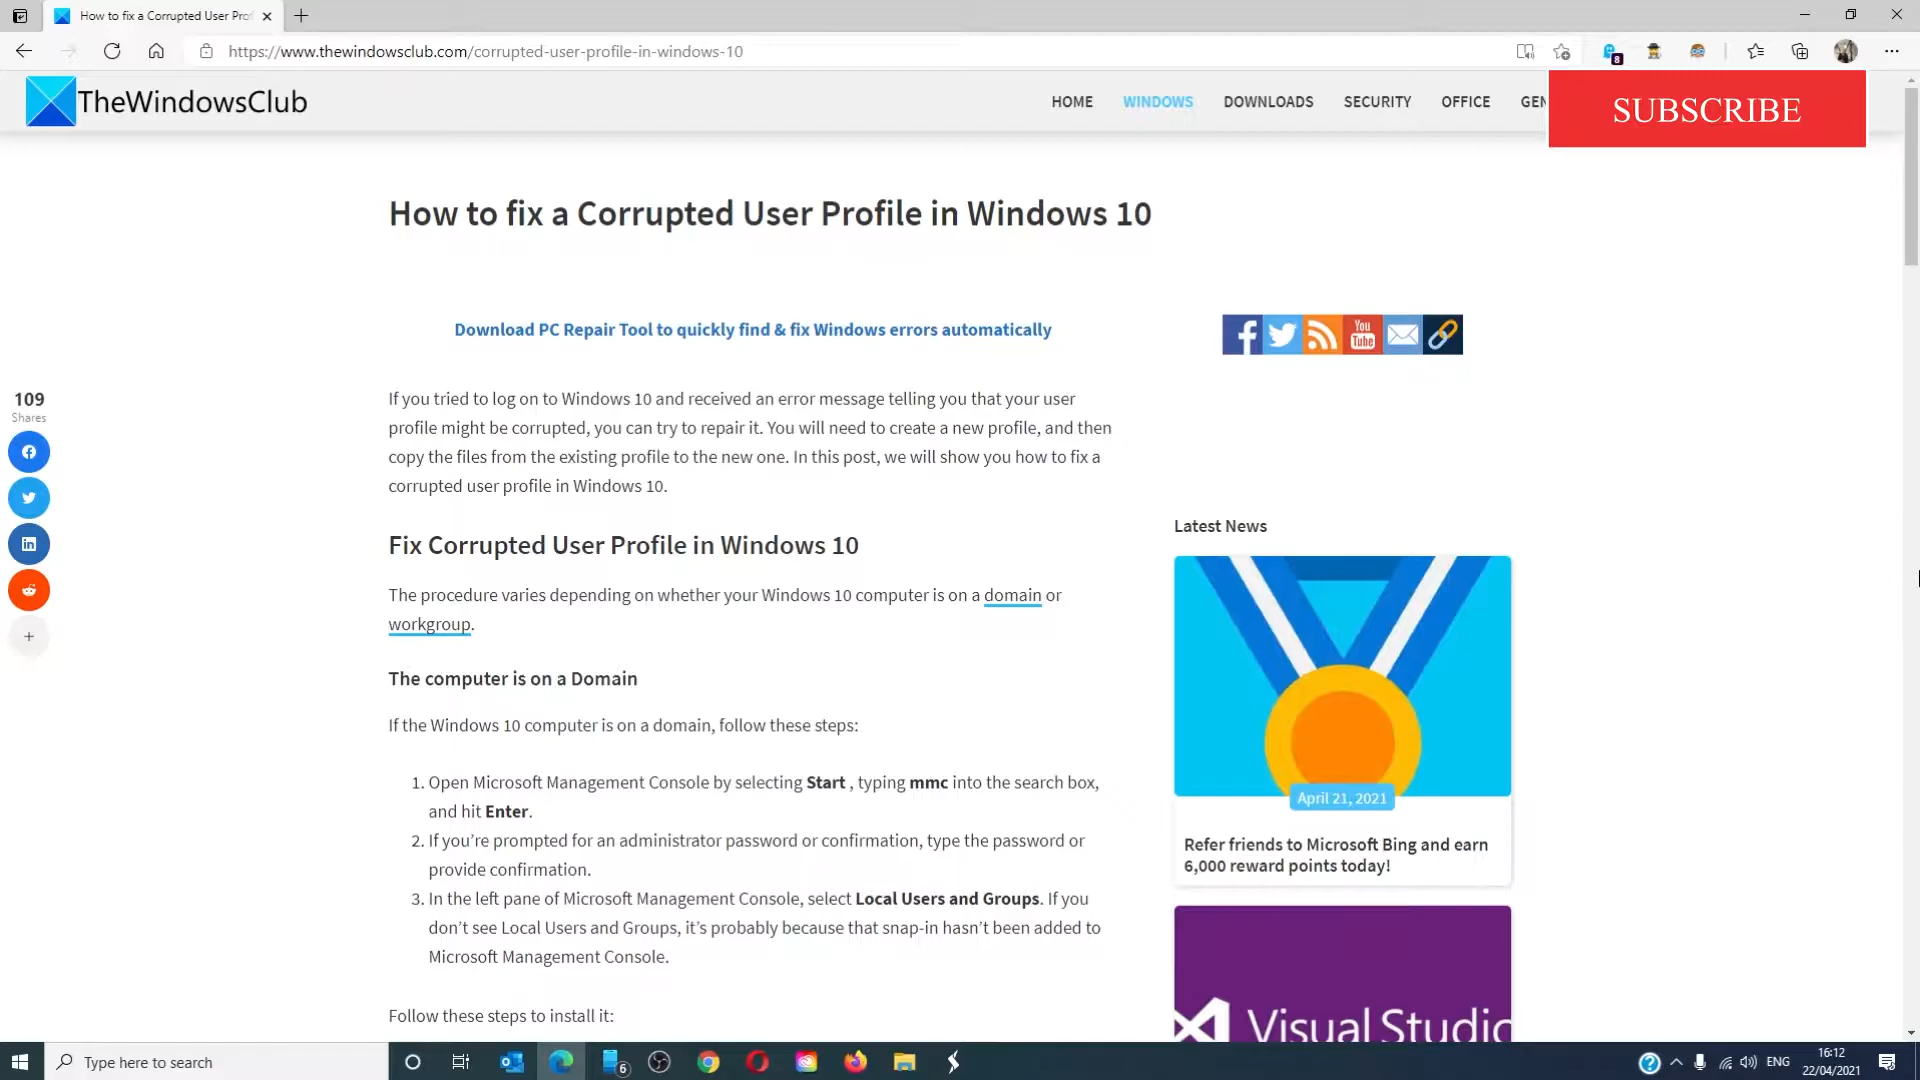 How to fix a Corrupted User Prof
https://www.thewindowsclub.com/corrupted-user-profile-in-windows-10
8
TheWindowsClub
HOME WINDOWS DOWNLOADS SECURITY OFFICE GEN
SUBSCRIBE
How to fix a Corrupted User Profile in Windows 10
Download PC Repair Tool to quickly find & fix Windows errors automatically
You
Tube
109
Shares
If you tried to log on to Windows 10 and received an error message telling you that your user
profile might be corrupted, you can try to repair it. You will need to create a new profile, and then
copy the files from the existing profile to the new one. In this post, we will show you how to fix a
corrupted user profile in Windows 10.
Fix Corrupted User Profile in Windows 10
The procedure varies depending on whether your Windows 10 computer is on a domain or
workgroup.
The computer is on a Domain
If the Windows 10 computer is on a domain, follow these steps:
1. Open Microsoft Management Console by selecting Start , typing mmc into the search box,
and hit Enter.
2. If you’re prompted for an administrator password or confirmation, type the password or
provide confirmation.
3. In the left pane of Microsoft Management Console, select Local Users and Groups. If you
don’t see Local Users and Groups, it’s probably because that snap-in hasn’t been added to
Microsoft Management Console.
Follow these steps to install it:
Latest News
April 21, 2021
Refer friends to Microsoft Bing and earn
6,000 reward points today!
Visual Studio
Type here to search
6
ENG
16:12
22/04/2021